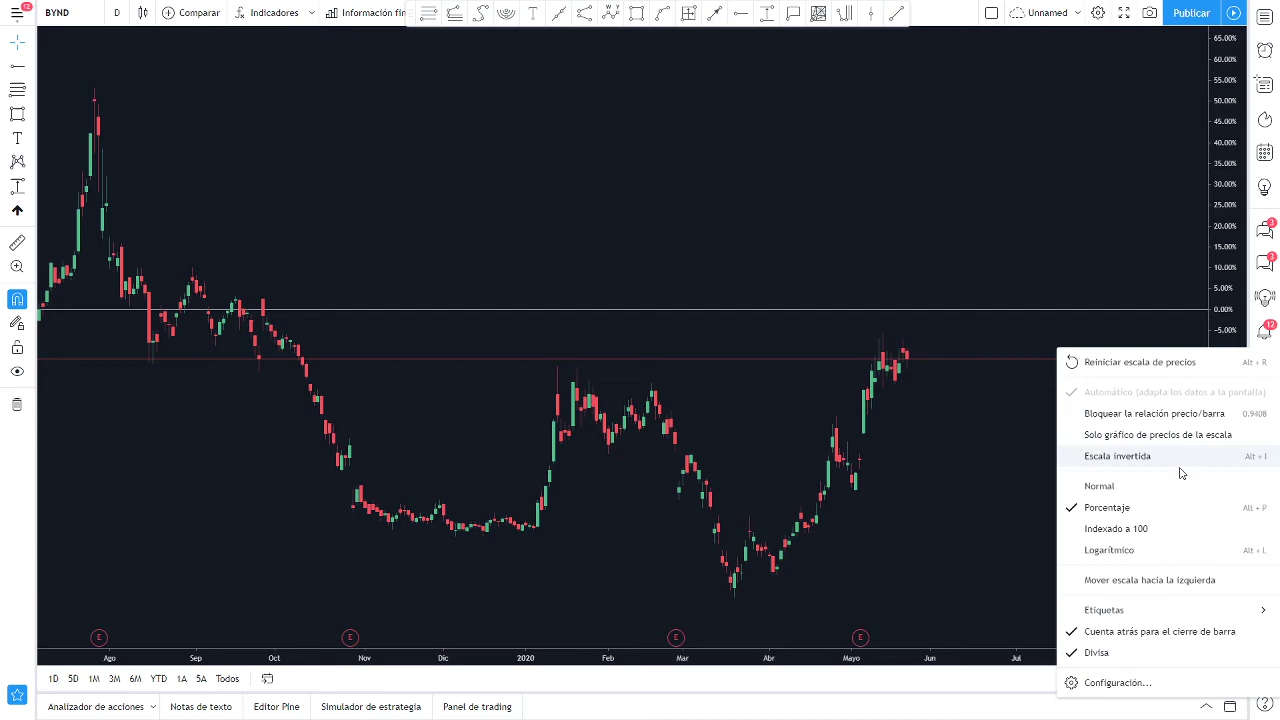 12
BYND
D
Comparar
Indicadores
Información fin
T
Unnamed
Publicar
65.00%
60.00%
55.00%
50.00%
45.00%
40.00%
35.00%
30.00%
25.00%
20.00%
15.00%
10.00%
5.00%
0.00%
-5.00%
3
3
12
Reiniciar escala de precios Alt + R
Automático (adapta los datos a la pantalla)
Bloquear la relación precio/barra 0.9408
Solo gráfico de precios de la escala
Escala invertida Alt + I
Normal
Porcentaje Alt + P
Indexado a 100
Logarítmico Alt + L
Mover escala hacia la izquierda
Etiquetas
Cuenta atrás para el cierre de barra
Divisa
Configuración...
E E E E
Ago Sep Oct Nov Dic 2020 Feb Mar Abr Mayo Jun Jul
1D 5D 1M 3M 6M YTD 1A 5A Todos
Analizador de acciones Notas de texto Editor Pine Simulador de estrategia Panel de trading